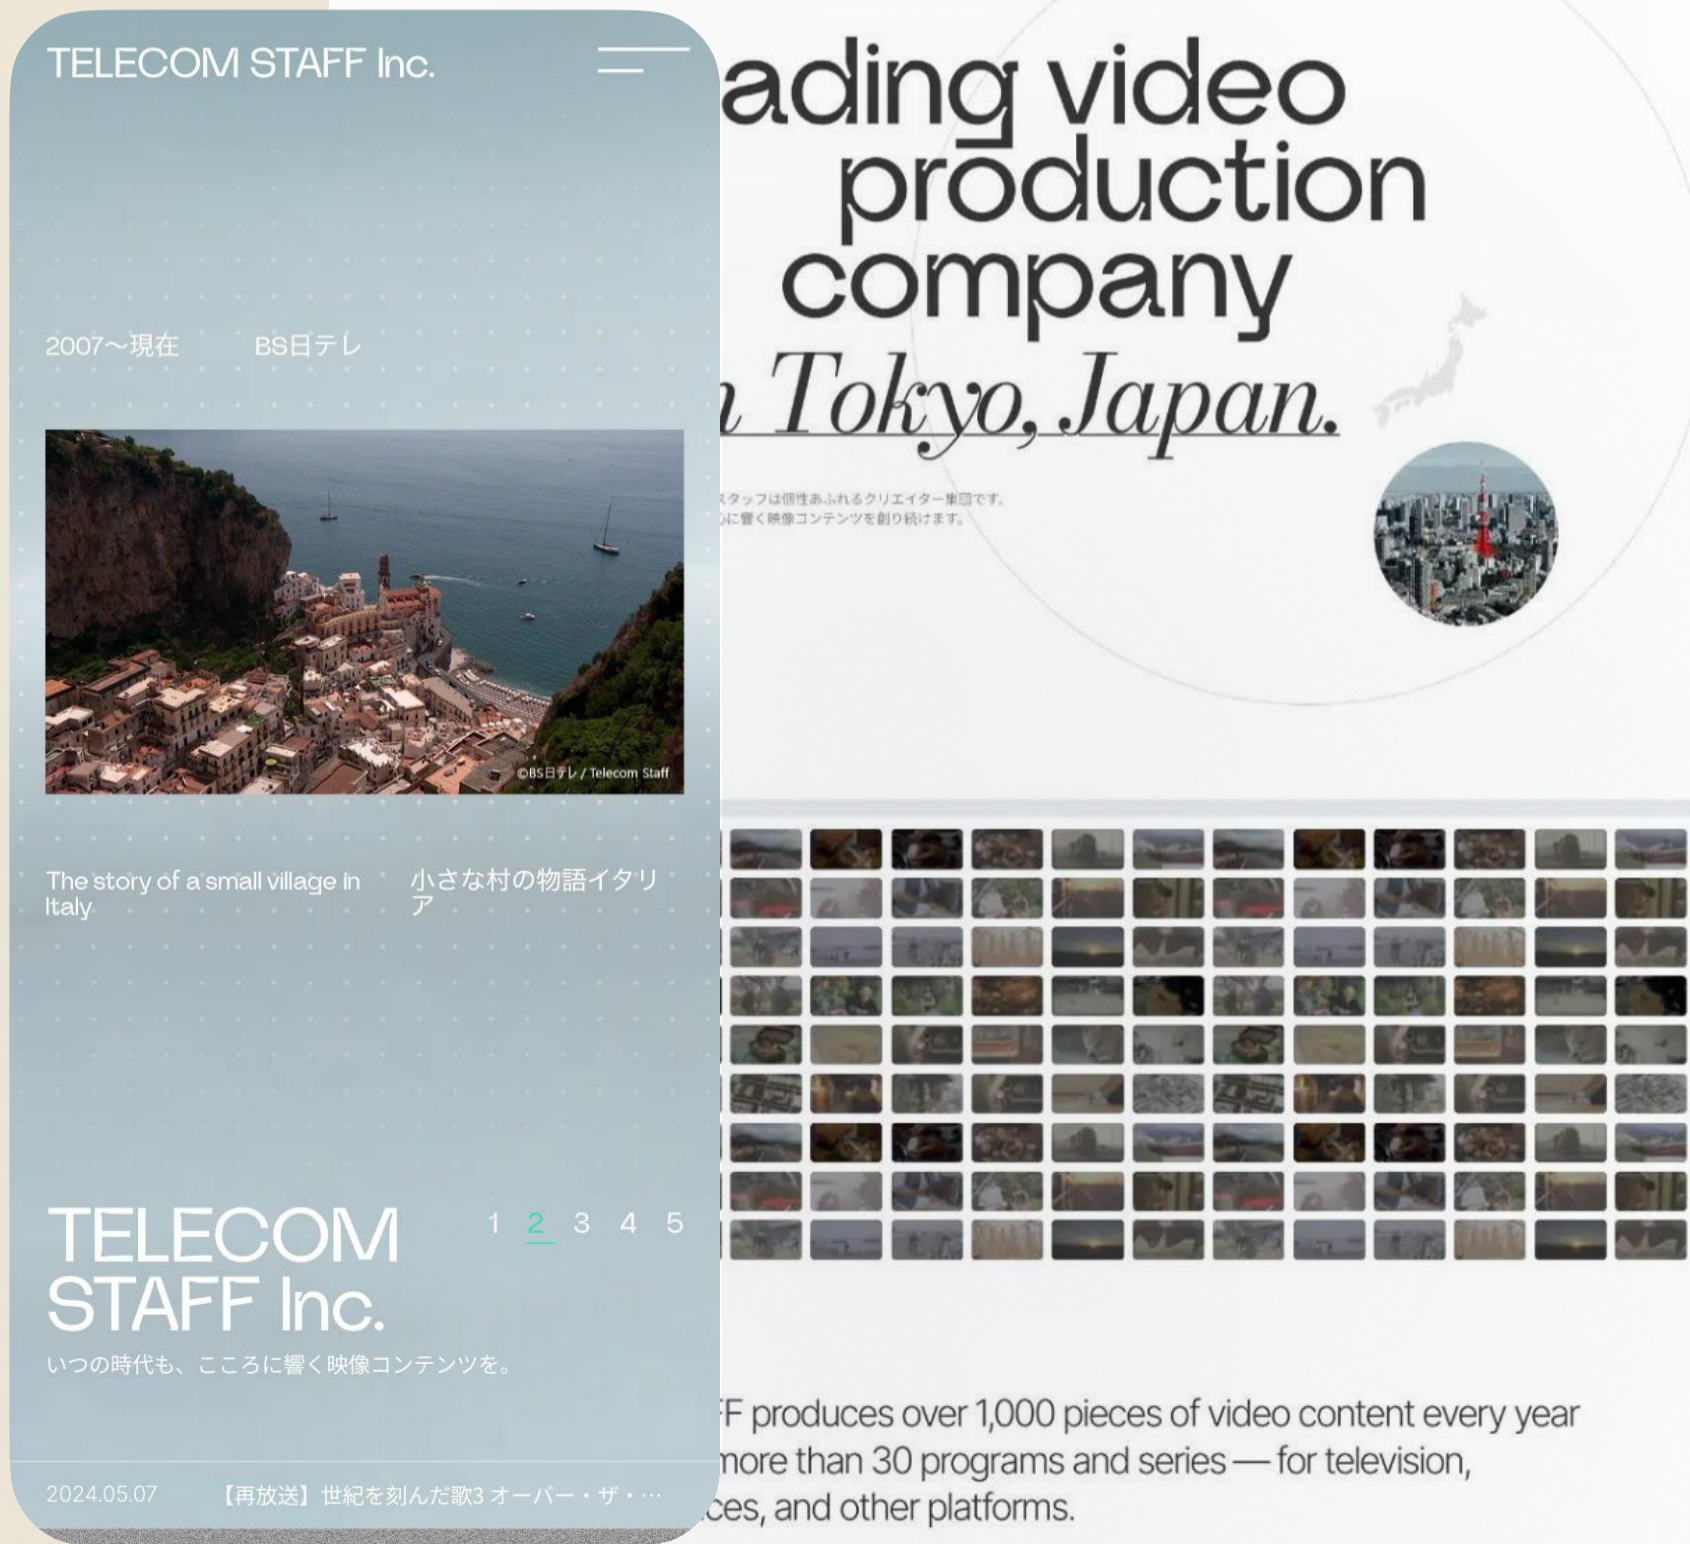 TELECOM STAFF Inc.
2007〜現在
BS日テレ
©BS日テレ / Telecom Staff
The story of a small village in
Italy
小さな村の物語イタリ
ア
TELECOM
STAFF Inc.
1 2 3 4 5
いつの時代も、こころに響く映像コンテンツを。
2024.05.07
【再放送】世紀を刻んだ歌3 オーバー・ザ・…
ading video
production
company
n Tokyo, Japan.
スタッフは個性あふれるクリエイター集団です。
心に響く映像コンテンツを創り続けます。
FF produces over 1,000 pieces of video content every year
more than 30 programs and series — for television,
ces, and other platforms.